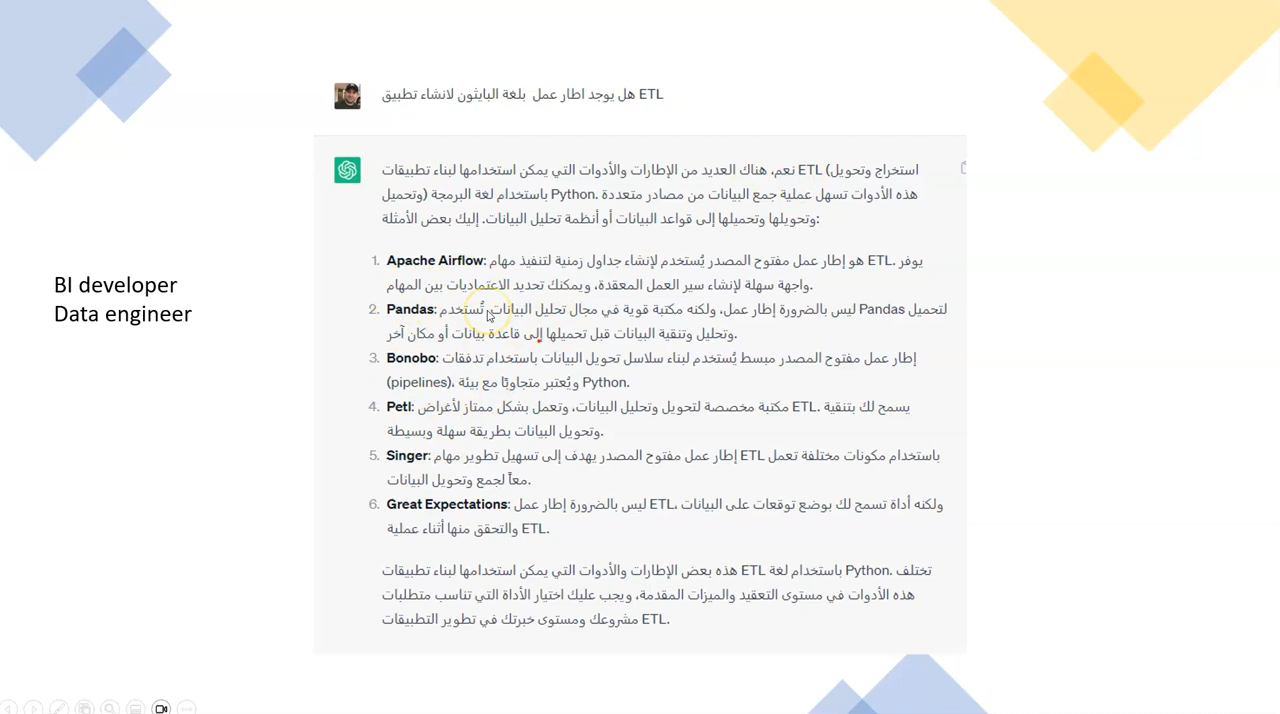 هل يوجد اطار عمل بلغة البايثون لانشاء تطبيق ETL
نعم، هناك العديد من الإطارات والأدوات التي يمكن استخدامها لبناء تطبيقات ETL (استخراج وتحويل
وتحميل) باستخدام لغة البرمجة Python. هذه الأدوات تسهل عملية جمع البيانات من مصادر متعددة
وتحويلها وتحميلها إلى قواعد البيانات أو أنظمة تحليل البيانات. إليك بعض الأمثلة:
1. Apache Airflow: هو إطار عمل مفتوح المصدر يُستخدم لإنشاء جداول زمنية لتنفيذ مهام ETL. يوفر
واجهة سهلة لإنشاء سير العمل المعقدة، ويمكنك تحديد الاعتماديات بين المهام.
2. Pandas: ليس بالضرورة إطار عمل، ولكنه مكتبة قوية في مجال تحليل البيانات. تُستخدم Pandas لتحميل
وتحليل وتنقية البيانات قبل تحميلها إلى قاعدة بيانات أو مكان آخر.
3. Bonobo: إطار عمل مفتوح المصدر مبسط يُستخدم لبناء سلاسل تحويل البيانات باستخدام تدفقات
(pipelines)، ويُعتبر متجاوبًا مع بيئة Python.
4. Petl: مكتبة مخصصة لتحويل وتحليل البيانات، وتعمل بشكل ممتاز لأغراض ETL. يسمح لك بتنقية
وتحويل البيانات بطريقة سهلة وبسيطة.
5. Singer: إطار عمل مفتوح المصدر يهدف إلى تسهيل تطوير مهام ETL باستخدام مكونات مختلفة تعمل
معاً لجمع وتحويل البيانات.
6. Great Expectations: ليس بالضرورة إطار عمل ETL، ولكنه أداة تسمح لك بوضع توقعات على البيانات
والتحقق منها أثناء عملية ETL.
هذه بعض الإطارات والأدوات التي يمكن استخدامها لبناء تطبيقات ETL باستخدام لغة Python. تختلف
هذه الأدوات في مستوى التعقيد والميزات المقدمة، ويجب عليك اختيار الأداة التي تناسب متطلبات
مشروعك ومستوى خبرتك في تطوير التطبيقات ETL.
BI developer
Data engineer